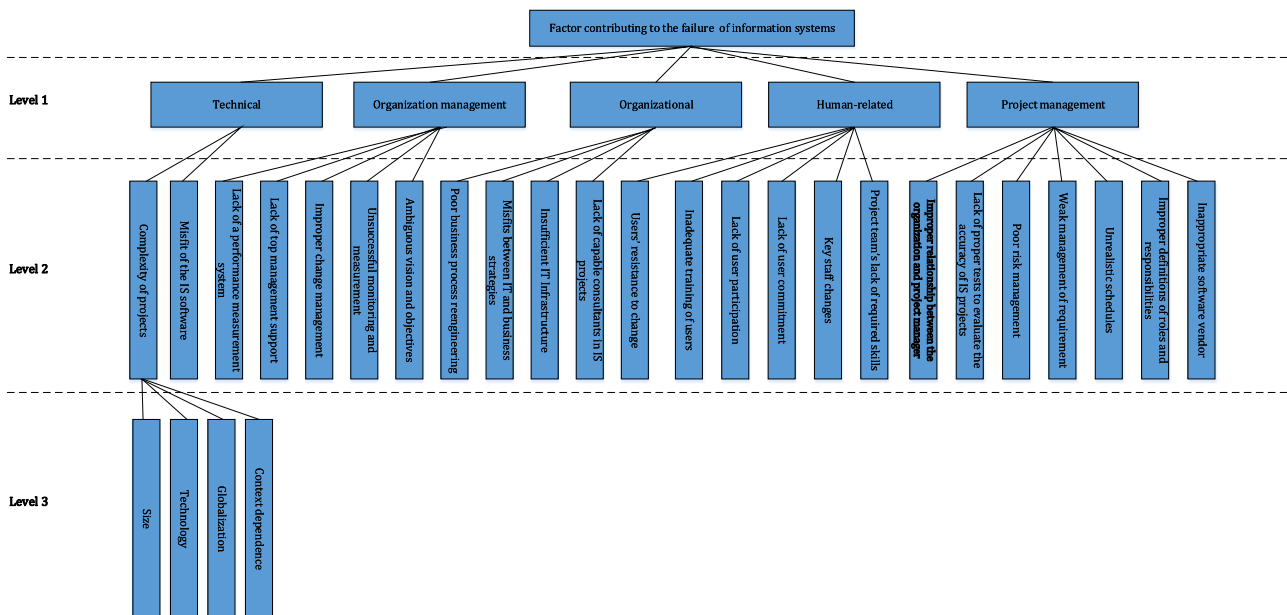 Factor contributing to the failure of information systems
Level 1
Technical
Organization management
Organizational
Human-related
Project management
Level 2
Complexity of projects
Misfit of the IS software
Lack of a performance measurement
system
Lack of top management support
Improper change management
Unsuccessful monitoring and
measurement
Ambiguous vision and objectives
Poor business process reengineering
Misfits between IT and business
strategies
Insufficient IT Infrastructure
Lack of capable consultants in IS
projects
Users' resistance to change
Inadequate training of users
Lack of user participation
Lack of user commitment
Key staff changes
Project team's lack of required skills
Improper relationship between the
organization and project manager
Lack of proper tests to evaluate the
accuracy of IS projects
Poor risk management
Weak management of requirement
Unrealistic schedules
Improper definitions of roles and
responsibilities
Inappropriate software vendor
Level 3
Size
Technology
Globalization
Context dependence